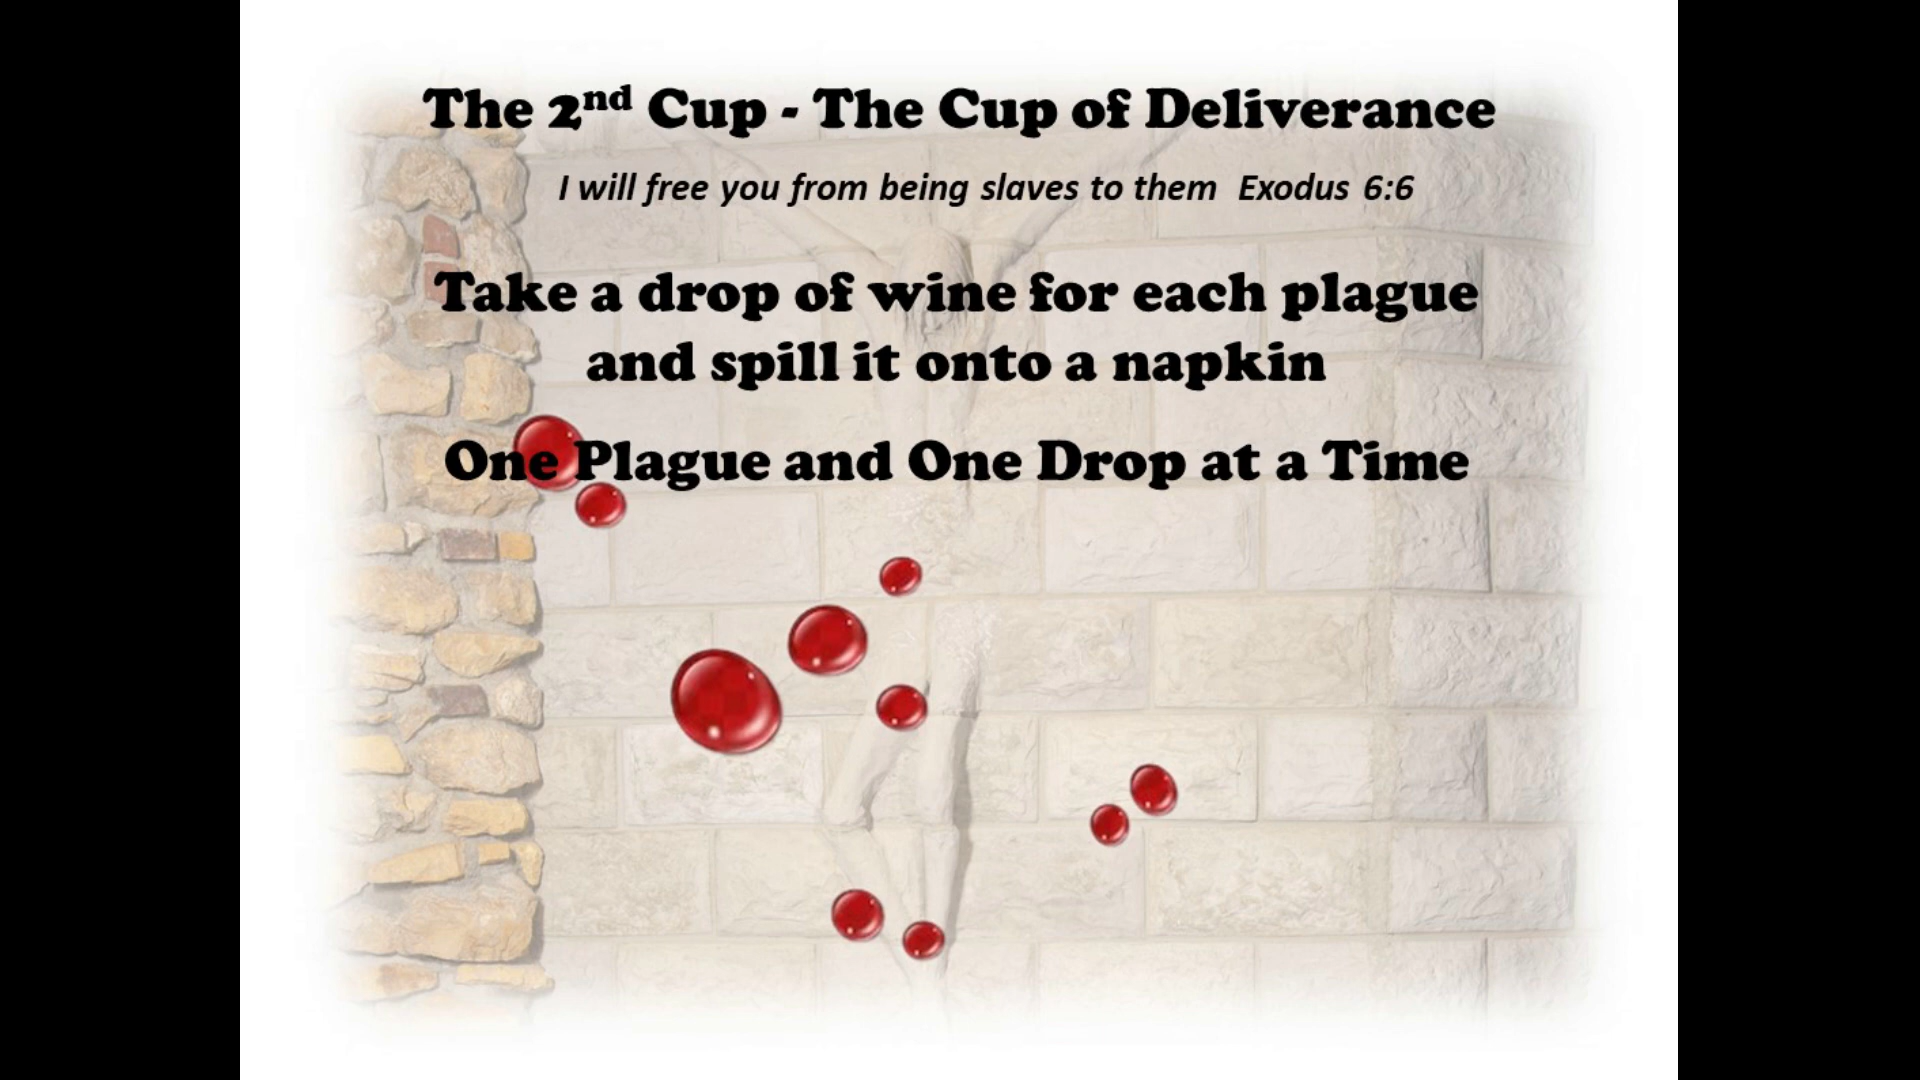 The 2nd Cup - The Cup of Deliverance
I will free you from being slaves to them  Exodus 6:6
Take a drop of wine for each plague
and spill it onto a napkin
One Plague and One Drop at a Time